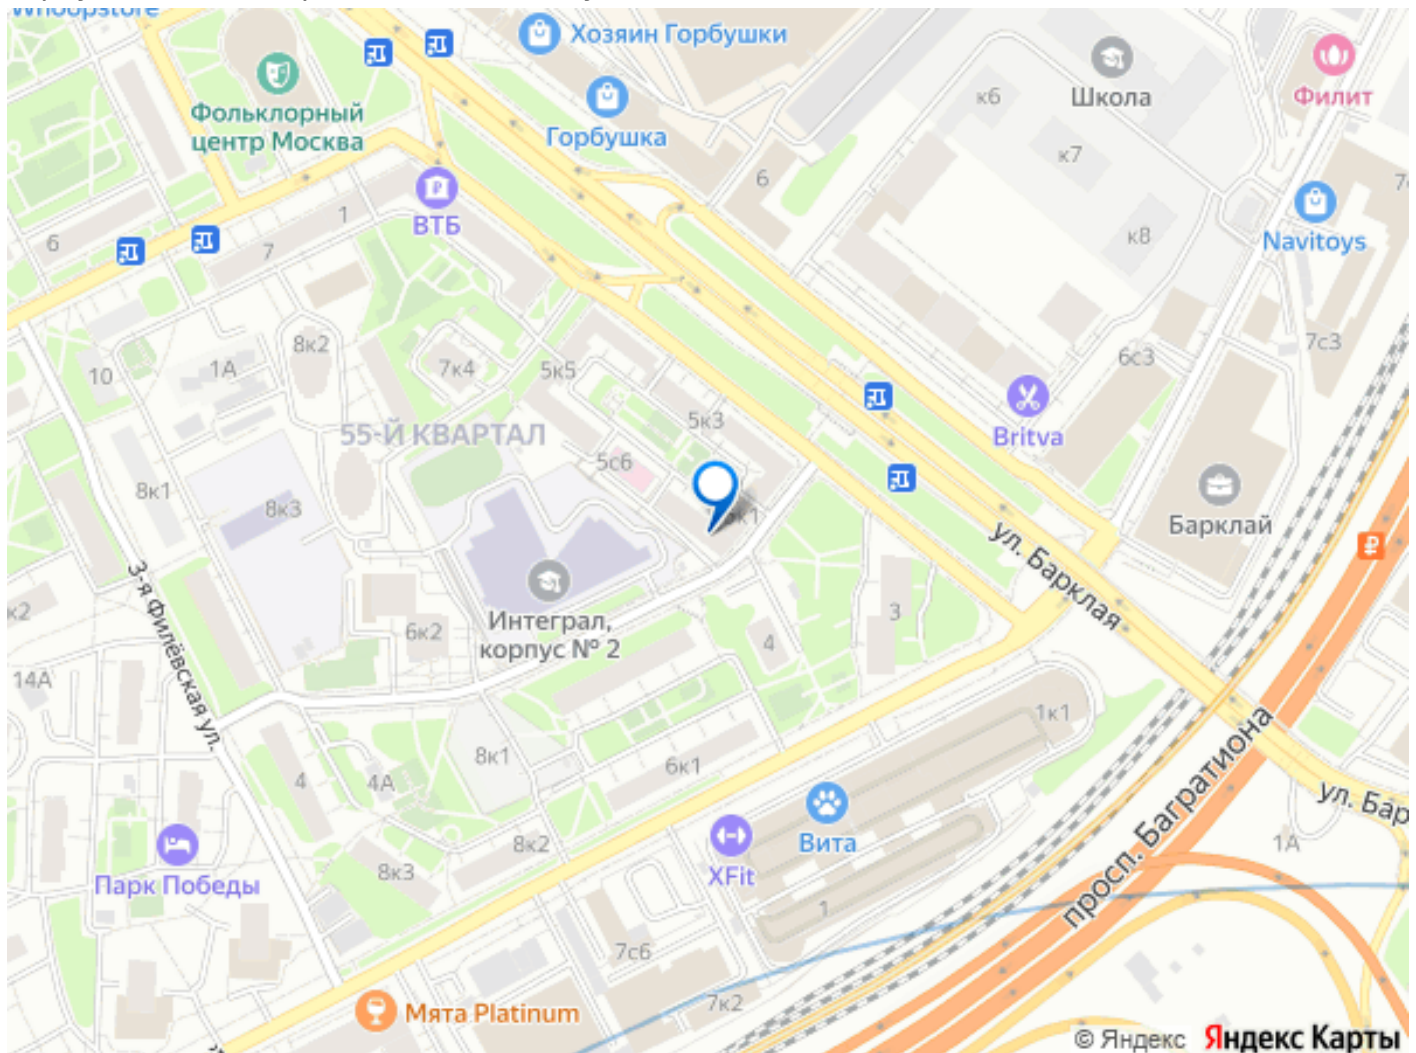 Whoopstore
Хозяин Горбушки
Школа
Филит
Фольклорный
центр Москва
Горбушка
к6
к7
к8
6
ВТБ
1
7
6
Navitoys
7с3
6с3
8к2
1А
10
7к4
5к5
5к3
55-Й КВАРТАЛ
5с6
Britva
Барклай
8к1
8к3
ул. Барклая
3-я Филёвская ул.
Интеграл,
корпус № 2
6к2
3
4
14А
1к1
8к1
6к1
4
4А
просп. Багратиона
ул. Бар
1А
Вита
XFit
8к2
8к3
Парк Победы
1
7с6
7к2
Мята Platinum
© Яндекс Яндекс Карты